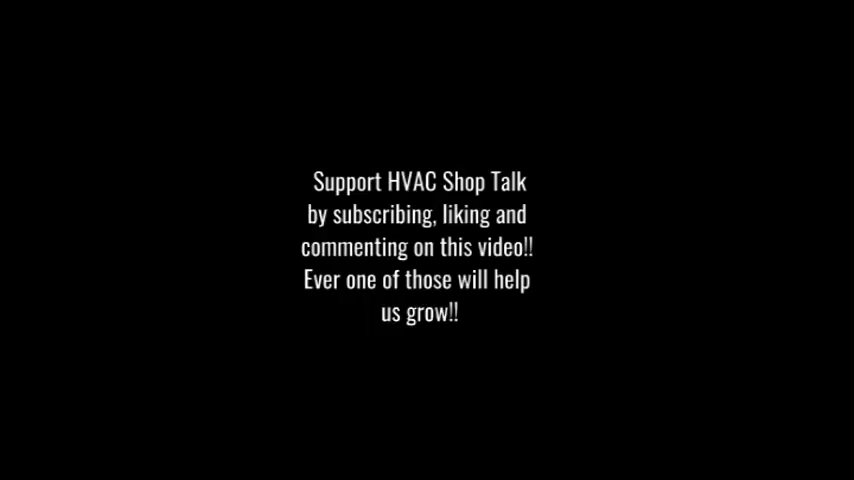 Support HVAC Shop Talk
by subscribing, liking and
commenting on this video!!
Ever one of those will help
us grow!!